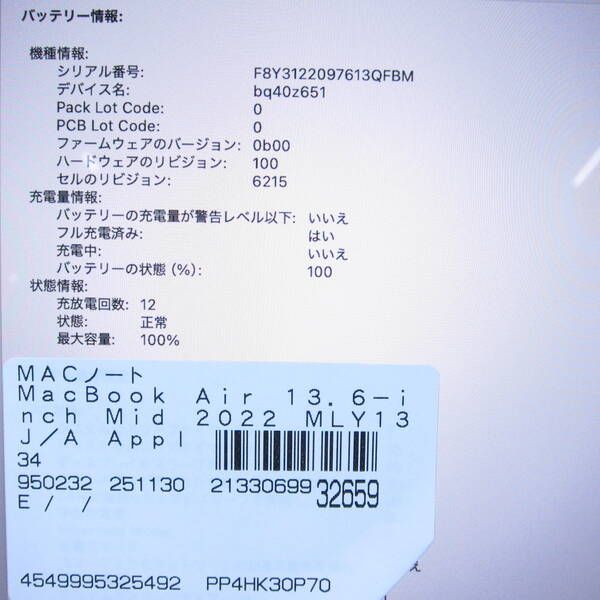 バッテリー情報:
機種情報:
シリアル番号: F8Y3122097613QFBM
デバイス名: bq40z651
Pack Lot Code: 0
PCB Lot Code: 0
ファームウェアのバージョン: 0b00
ハードウェアのリビジョン: 100
セルのリビジョン: 6215
充電量情報:
バッテリーの充電量が警告レベル以下: いいえ
フル充電済み: はい
充電中: いいえ
バッテリーの状態 (%): 100
状態情報:
充放電回数: 12
状態: 正常
最大容量: 100%
MACノート
MacBook Air 13.6-i
nch Mid 2022 MLY13
J/A Appl
34
950232 251130 21330699 32659
E / /
4549995325492 PP4HK30P70
え